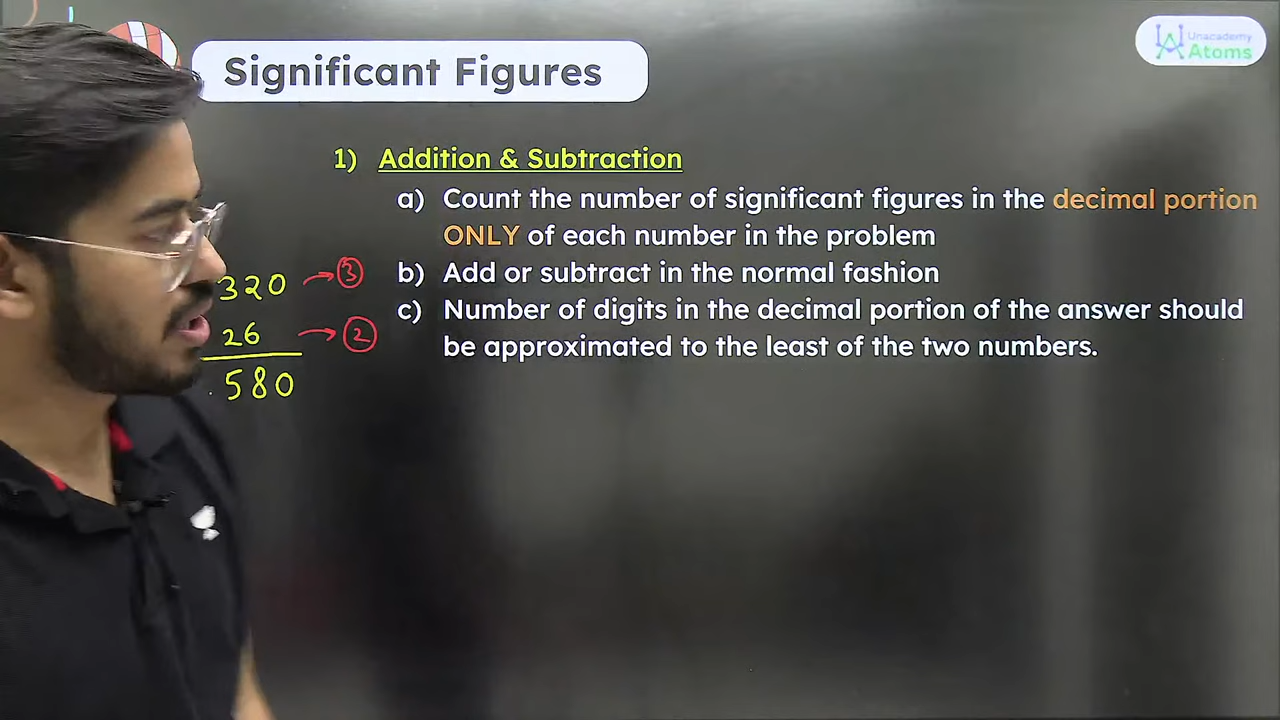 Unacademy
Atoms
Significant Figures
1) Addition & Subtraction
a) Count the number of significant figures in the decimal portion
ONLY of each number in the problem
320 → 3
b) Add or subtract in the normal fashion
26 → 2
c) Number of digits in the decimal portion of the answer should
be approximated to the least of the two numbers.
.580